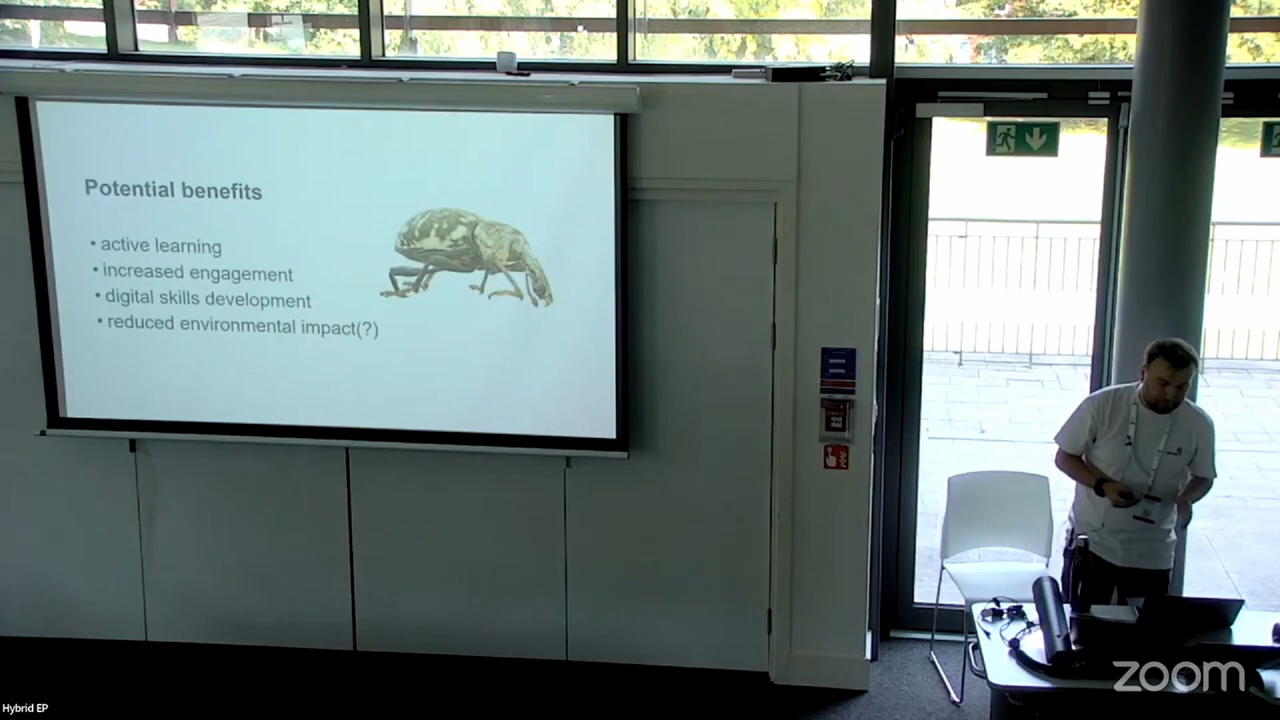 Potential benefits
• active learning
• increased engagement
• digital skills development
• reduced environmental impact(?)
zoom
Hybrid EP